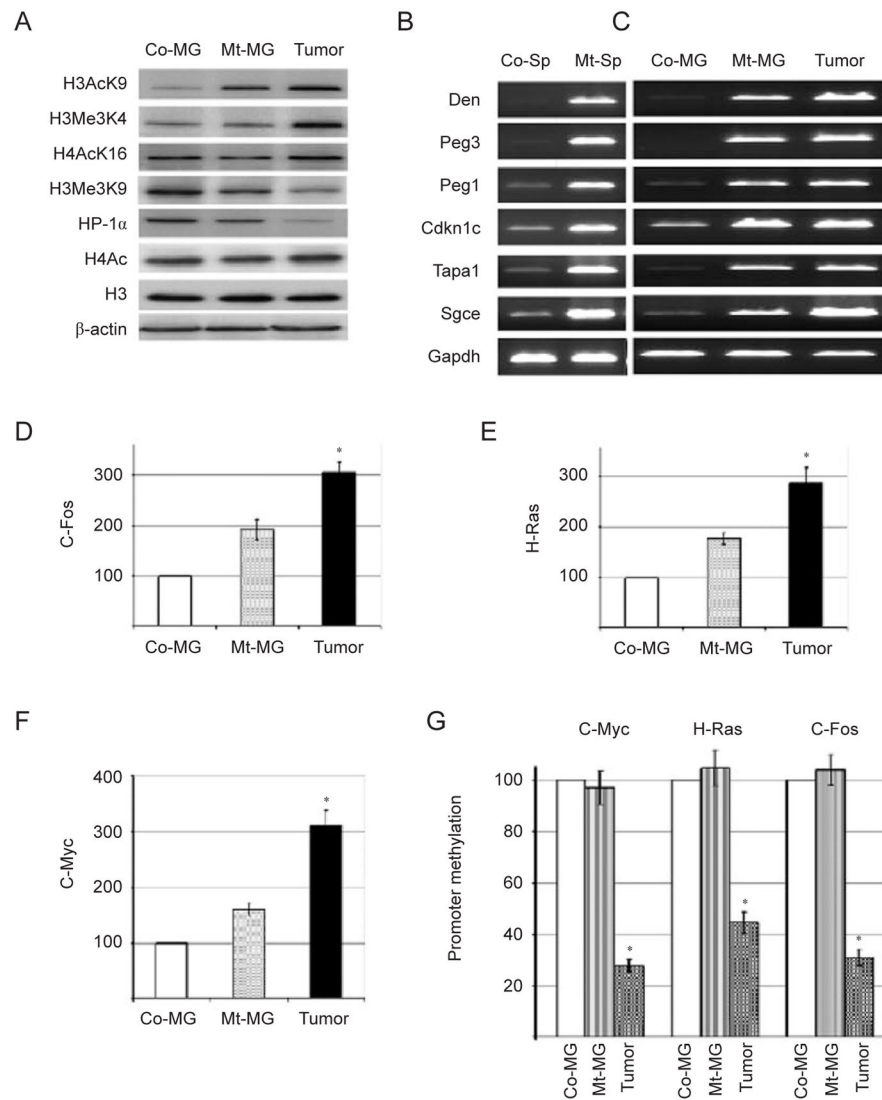 A
Co-MG Mt-MG Tumor
H3AcK9
H3Me3K4
H4AcK16
H3Me3K9
HP-1α
H4Ac
H3
β-actin
B
Co-Sp Mt-Sp
C
Co-MG Mt-MG Tumor
Den
Peg3
Peg1
Cdkn1c
Tapa1
Sgce
Gapdh
D
C-Fos
300
200
100
*
Co-MG Mt-MG Tumor
E
H-Ras
300
200
100
*
Co-MG Mt-MG Tumor
F
C-Myc
400
300
200
100
*
Co-MG Mt-MG Tumor
G
C-Myc H-Ras C-Fos
Promoter methylation
100
80
60
40
20
* * *
Co-MG Mt-MG Tumor Co-MG Mt-MG Tumor Co-MG Mt-MG Tumor